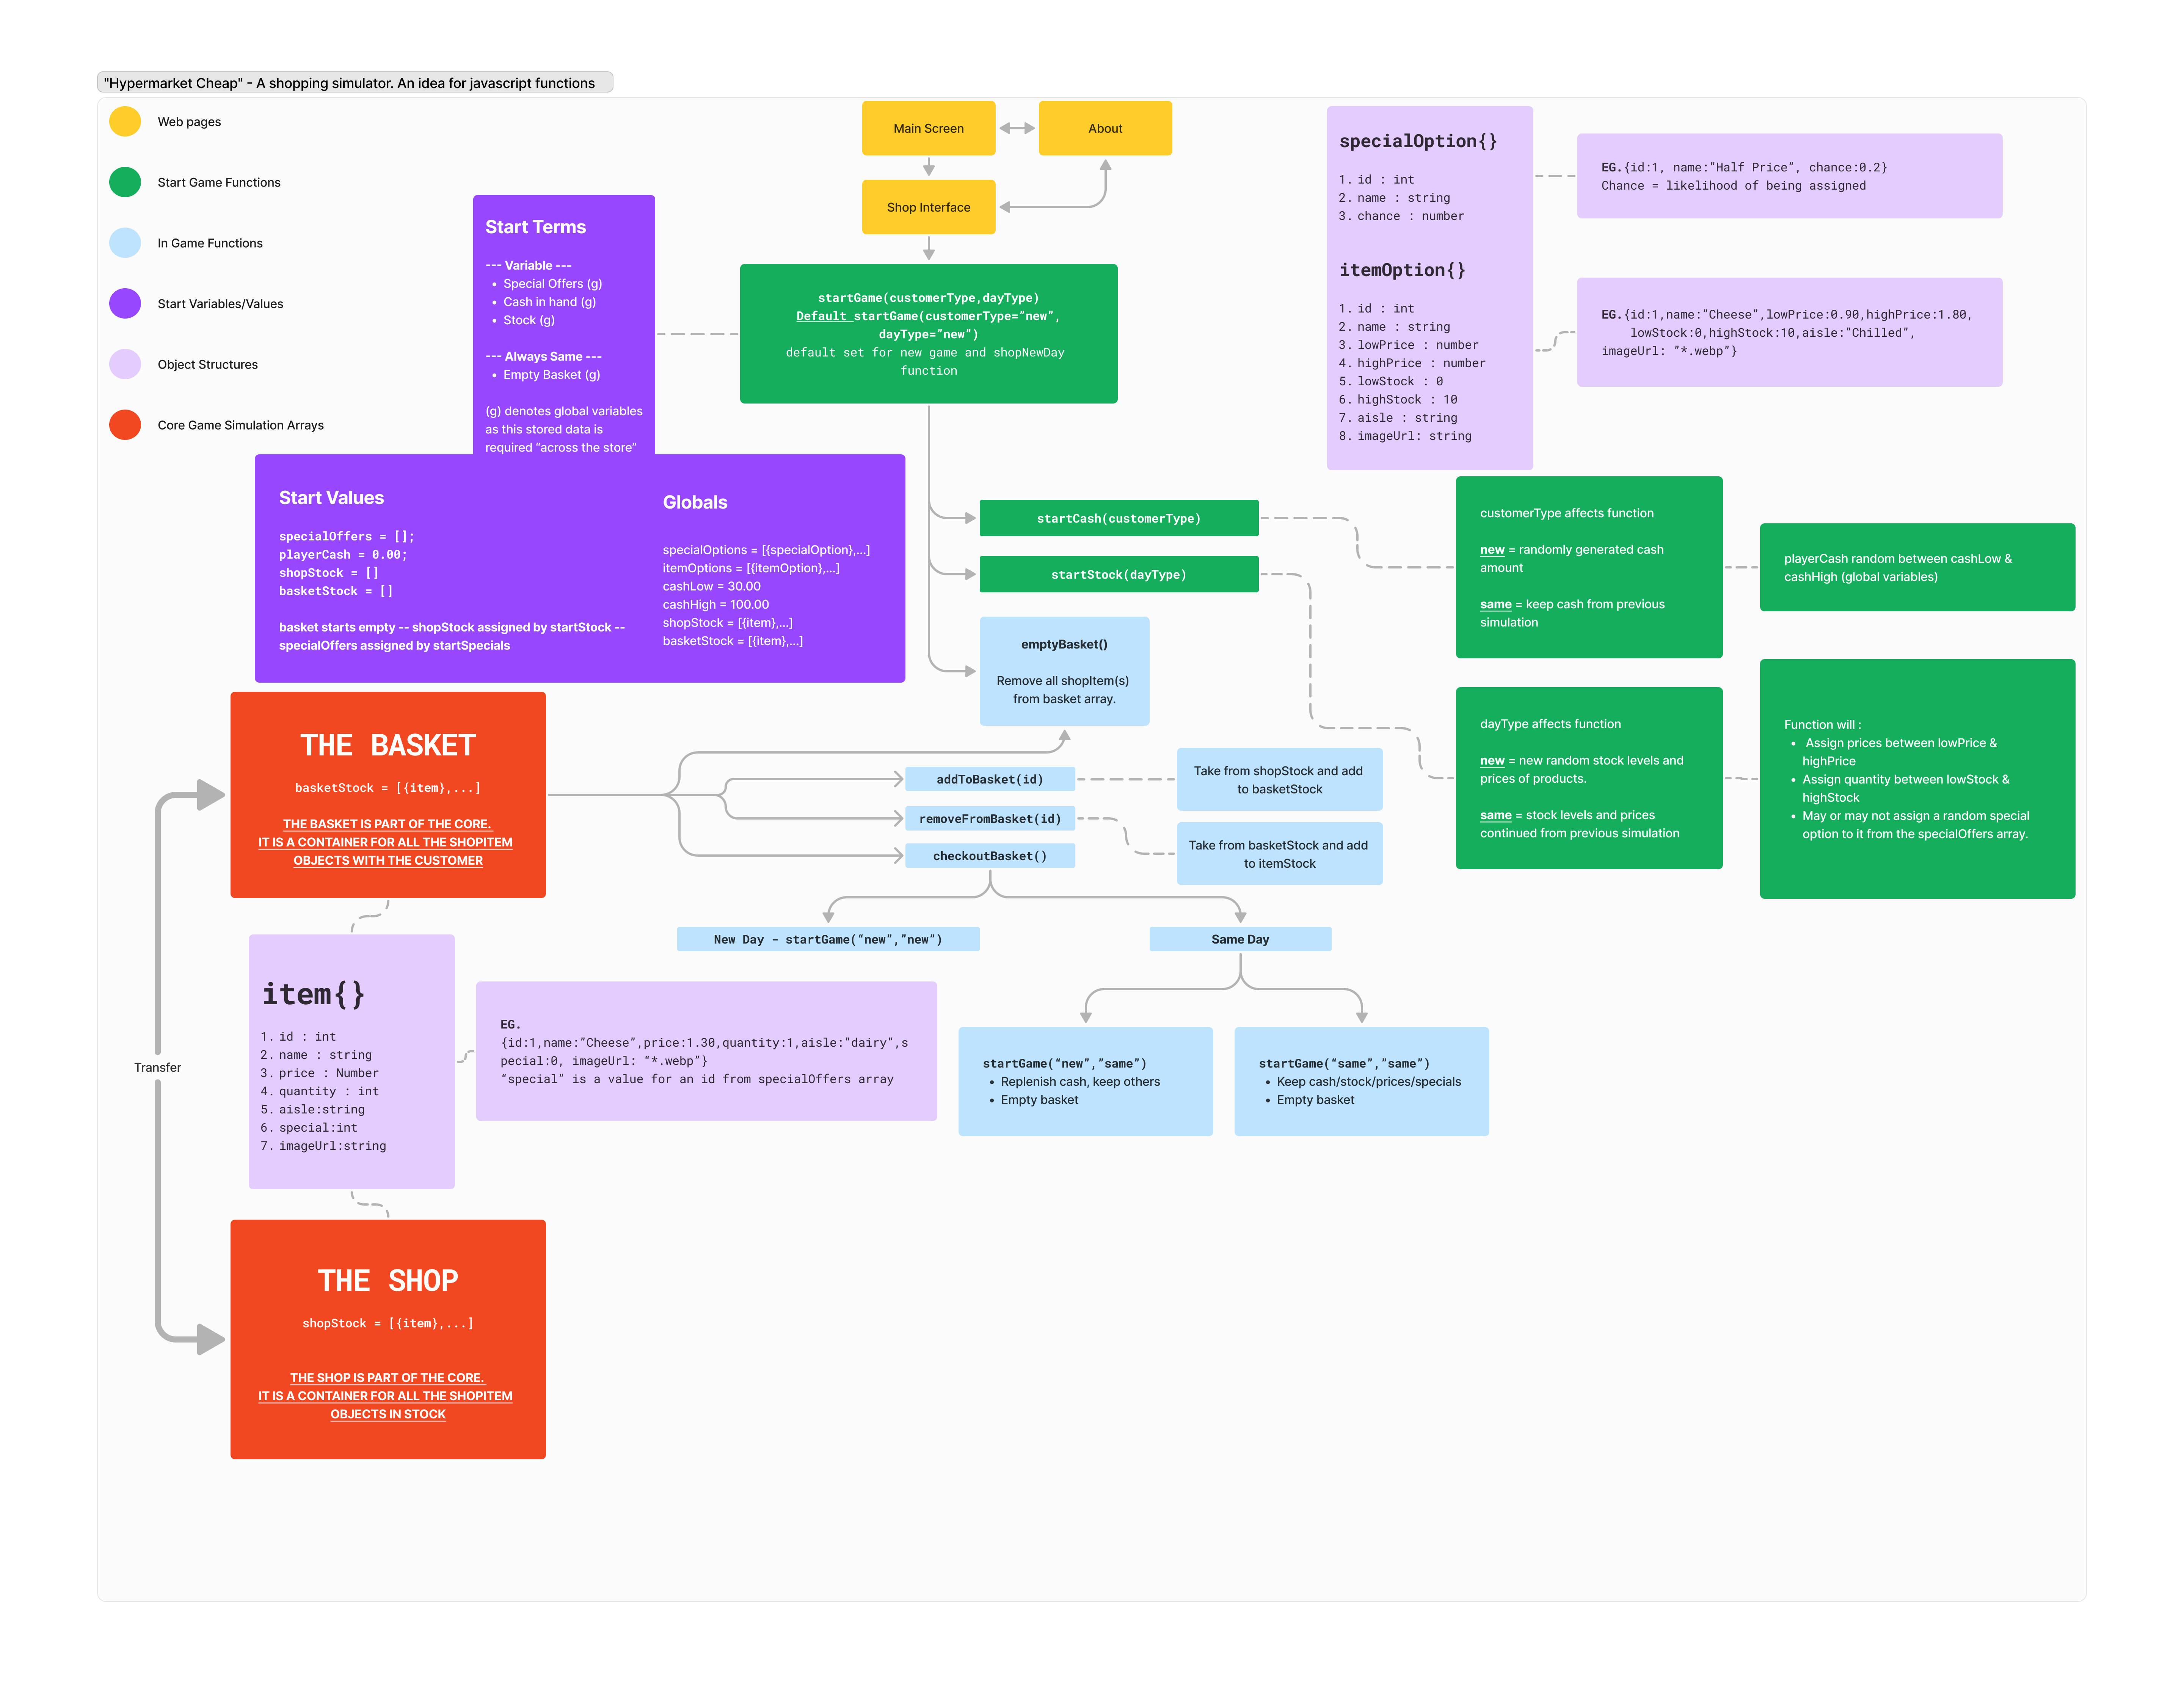 "Hypermarket Cheap" - A shopping simulator. An idea for javascript functions
Web pages
Start Game Functions
In Game Functions
Start Variables/Values
Object Structures
Core Game Simulation Arrays
Main Screen
About
Shop Interface
Start Terms
--- Variable ---
• Special Offers (g)
• Cash in hand (g)
• Stock (g)
--- Always Same ---
• Empty Basket (g)
(g) denotes global variables
as this stored data is
required “across the store”
startGame(customerType,dayType)
Default startGame(customerType=”new”,
dayType=”new”)
default set for new game and shopNewDay
function
specialOption{}
1. id : int
2. name : string
3. chance : number
itemOption{}
1. id : int
2. name : string
3. lowPrice : number
4. highPrice : number
5. lowStock : 0
6. highStock : 10
7. aisle : string
8. imageUrl: string
EG.{id:1, name:”Half Price”, chance:0.2}
Chance = likelihood of being assigned
EG.{id:1,name:”Cheese”,lowPrice:0.90,highPrice:1.80,
lowStock:0,highStock:10,aisle:”Chilled”,
imageUrl: ”*.webp”}
Start Values
specialOffers = [];
playerCash = 0.00;
shopStock = []
basketStock = []
basket starts empty -- shopStock assigned by startStock --
specialOffers assigned by startSpecials
Globals
specialOptions = [{specialOption},...]
itemOptions = [{itemOption},...]
cashLow = 30.00
cashHigh = 100.00
shopStock = [{item},...]
basketStock = [{item},...]
startCash(customerType)
startStock(dayType)
emptyBasket()
Remove all shopItem(s)
from basket array.
customerType affects function
new = randomly generated cash
amount
same = keep cash from previous
simulation
playerCash random between cashLow &
cashHigh (global variables)
dayType affects function
new = new random stock levels and
prices of products.
same = stock levels and prices
continued from previous simulation
Function will :
• Assign prices between lowPrice &
highPrice
• Assign quantity between lowStock &
highStock
• May or may not assign a random special
option to it from the specialOffers array.
THE BASKET
basketStock = [{item},...]
THE BASKET IS PART OF THE CORE.
IT IS A CONTAINER FOR ALL THE SHOPITEM
OBJECTS WITH THE CUSTOMER
addToBasket(id)
Take from shopStock and add
to basketStock
removeFromBasket(id)
Take from basketStock and add
to itemStock
checkoutBasket()
New Day - startGame(“new”,”new”)
Same Day
startGame(“new”,”same”)
• Replenish cash, keep others
• Empty basket
startGame(“same”,”same”)
• Keep cash/stock/prices/specials
• Empty basket
Transfer
item{}
1. id : int
2. name : string
3. price : Number
4. quantity : int
5. aisle:string
6. special:int
7. imageUrl:string
EG.
{id:1,name:”Cheese”,price:1.30,quantity:1,aisle:”dairy”,s
pecial:0, imageUrl: “*.webp”}
“special” is a value for an id from specialOffers array
THE SHOP
shopStock = [{item},...]
THE SHOP IS PART OF THE CORE.
IT IS A CONTAINER FOR ALL THE SHOPITEM
OBJECTS IN STOCK